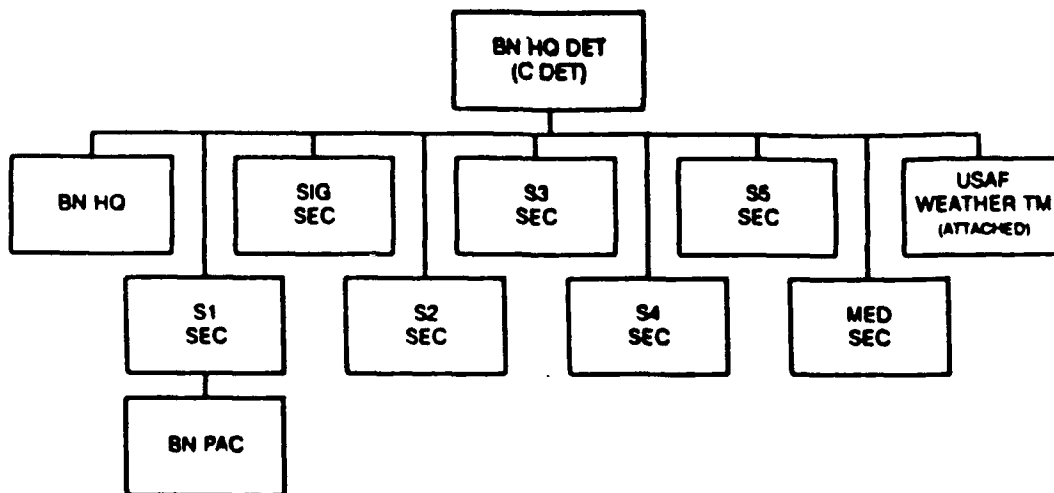 BN HQ DET
(C DET)
BN HQ
SIG
SEC
S3
SEC
S5
SEC
USAF
WEATHER TM
(ATTACHED)
S1
SEC
S2
SEC
S4
SEC
MED
SEC
BN PAC